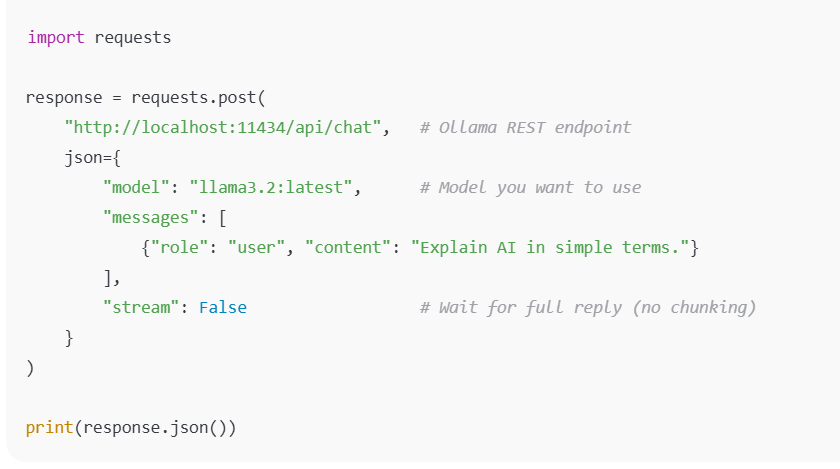 import requests

response = requests.post(
    "http://localhost:11434/api/chat",   # Ollama REST endpoint
    json={
        "model": "llama3.2:latest",      # Model you want to use
        "messages": [
            {"role": "user", "content": "Explain AI in simple terms."}
        ],
        "stream": False                  # Wait for full reply (no chunking)
    }
)

print(response.json())